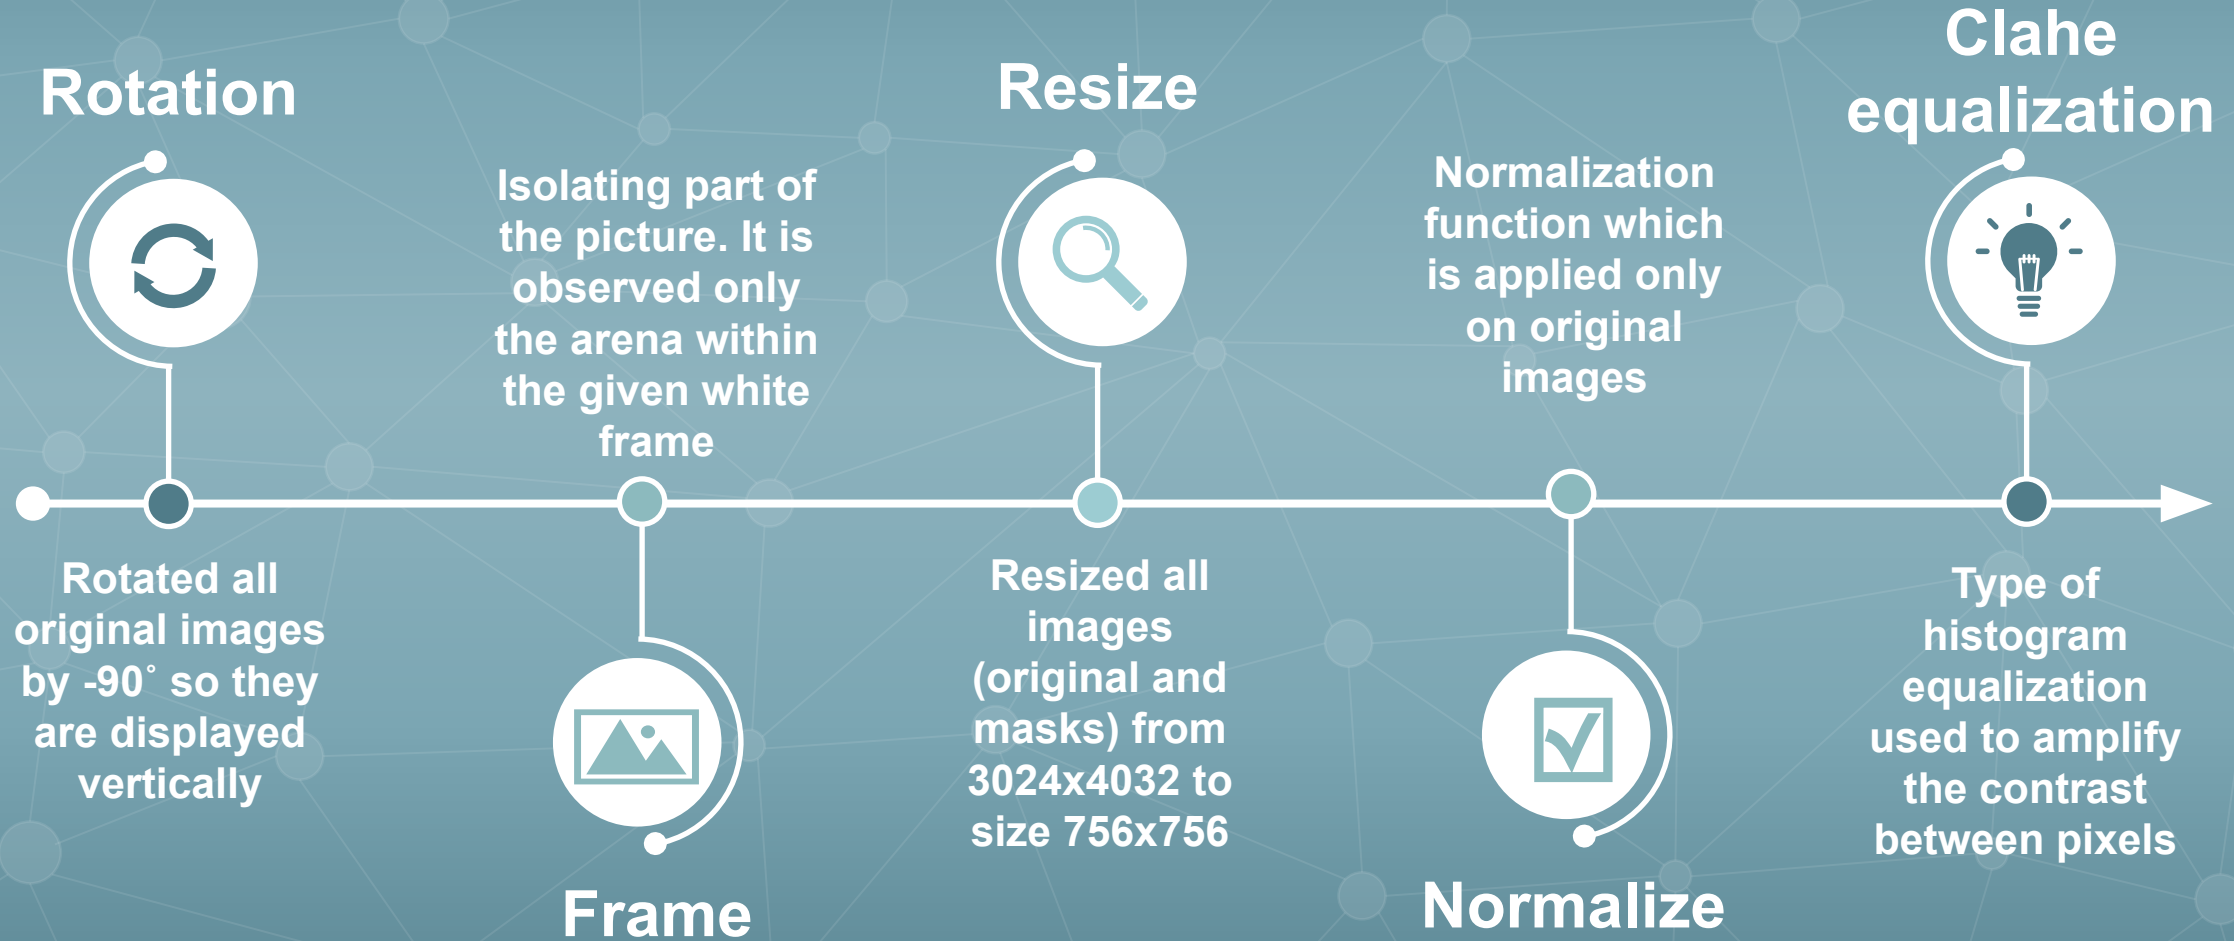 Rotation
Rotated all
original images
by -90° so they
are displayed
vertically
Isolating part of
the picture. It is
observed only
the arena within
the given white
frame
Frame
Resize
Resized all
images
(original and
masks) from
3024x4032 to
size 756x756
Normalization
function which
is applied only
on original
images
Normalize
Clahe
equalization
Type of
histogram
equalization
used to amplify
the contrast
between pixels